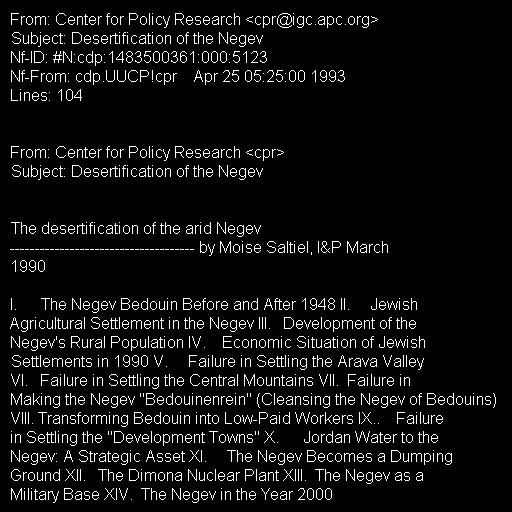 From: Center for Policy Research <cpr@igc.apc.org>
Subject: Desertification of the Negev
Nf-ID: #N:cdp:1483500361:000:5123
Nf-From: cdp.UUCP!cpr    Apr 25 05:25:00 1993
Lines: 104
From: Center for Policy Research <cpr>
Subject: Desertification of the Negev
The desertification of the arid Negev
------------------------------------- by Moise Saltiel, I&P March
1990
I.     The Negev Bedouin Before and After 1948 II.     Jewish
Agricultural Settlement in the Negev III.   Development of the
Negev's Rural Population IV.    Economic Situation of Jewish
Settlements in 1990 V.     Failure in Settling the Arava Valley
VI.   Failure in Settling the Central Mountains VII.  Failure in
Making the Negev "Bedouinenrein" (Cleansing the Negev of Bedouins)
VIII. Transforming Bedouin into Low-Paid Workers IX..    Failure
in Settling the "Development Towns" X.      Jordan Water to the
Negev: A Strategic Asset XI.     The Negev Becomes a Dumping
Ground XII.   The Dimona Nuclear Plant XIII.  The Negev as a
Military Base XIV.  The Negev in the Year 2000